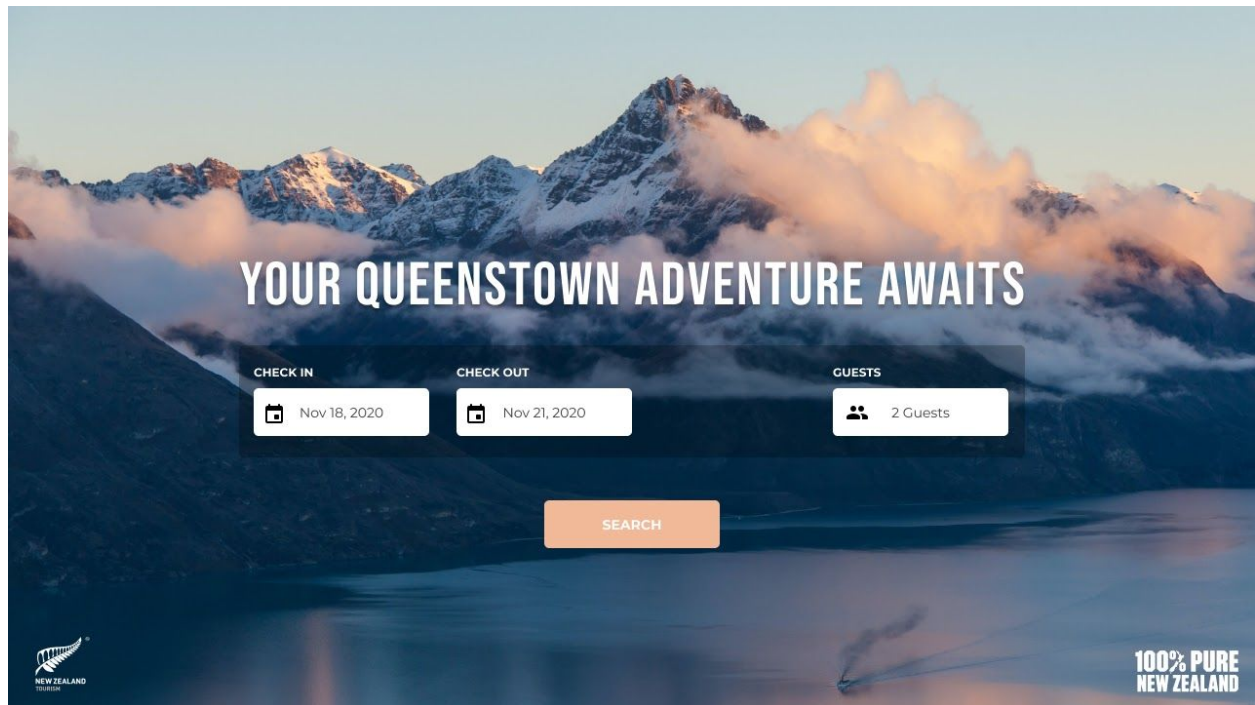 YOUR QUEENSTOWN ADVENTURE AWAITS
CHECK IN
CHECK OUT
GUESTS
Nov 18, 2020
Nov 21, 2020
2 Guests
SEARCH
NEW ZEALAND
TOURISM
100% PURE
NEW ZEALAND